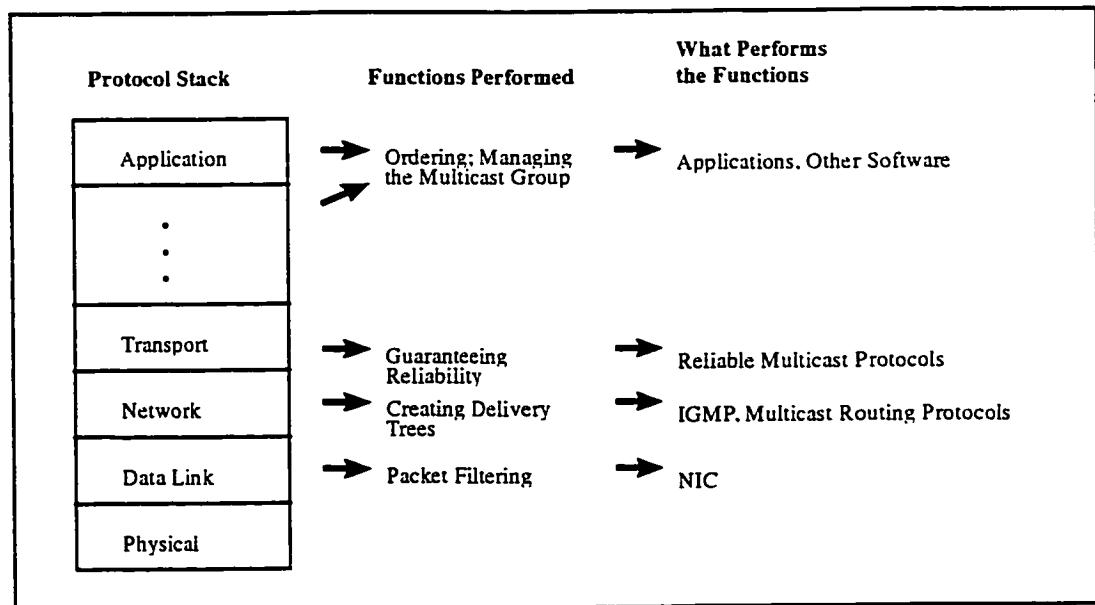 Protocol Stack
Functions Performed
What Performs
the Functions
Application
Ordering; Managing
the Multicast Group
Applications, Other Software
Transport
Guaranteeing
Reliability
Reliable Multicast Protocols
Network
Creating Delivery
Trees
IGMP, Multicast Routing Protocols
Data Link
Packet Filtering
NIC
Physical